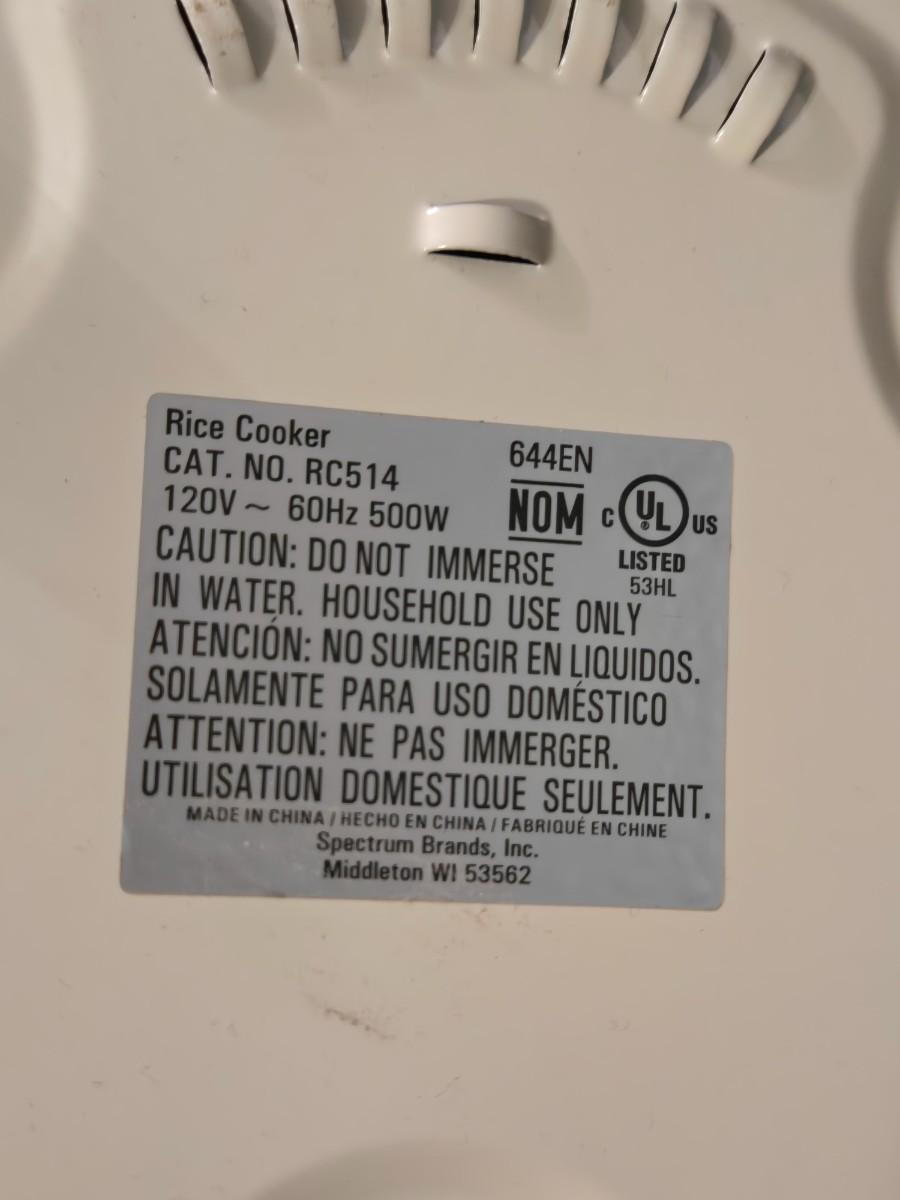 Rice Cooker
CAT. NO. RC514
120V ~ 60Hz 500W
644EN
NOM
C UL ® US
LISTED
53HL
CAUTION: DO NOT IMMERSE
IN WATER. HOUSEHOLD USE ONLY
ATENCIÓN: NO SUMERGIR EN LIQUIDOS.
SOLAMENTE PARA USO DOMÉSTICO
ATTENTION: NE PAS IMMERGER.
UTILISATION DOMESTIQUE SEULEMENT.
MADE IN CHINA / HECHO EN CHINA / FABRIQUÉ EN CHINE
Spectrum Brands, Inc.
Middleton WI 53562